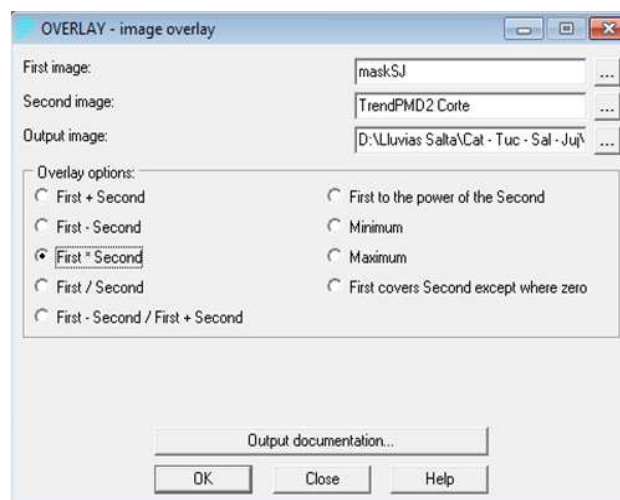 OVERLAY - image overlay
First image:
maskSJ
...
Second image:
TrendPMD2 Corte
...
Output image:
D:\Lluvias Salta\Cat - Tuc - Sal - Juj\
...
Overlay options:
First + Second
First to the power of the Second
First - Second
Minimum
First * Second
Maximum
First / Second
First covers Second except where zero
First - Second / First + Second
Output documentation...
OK
Close
Help